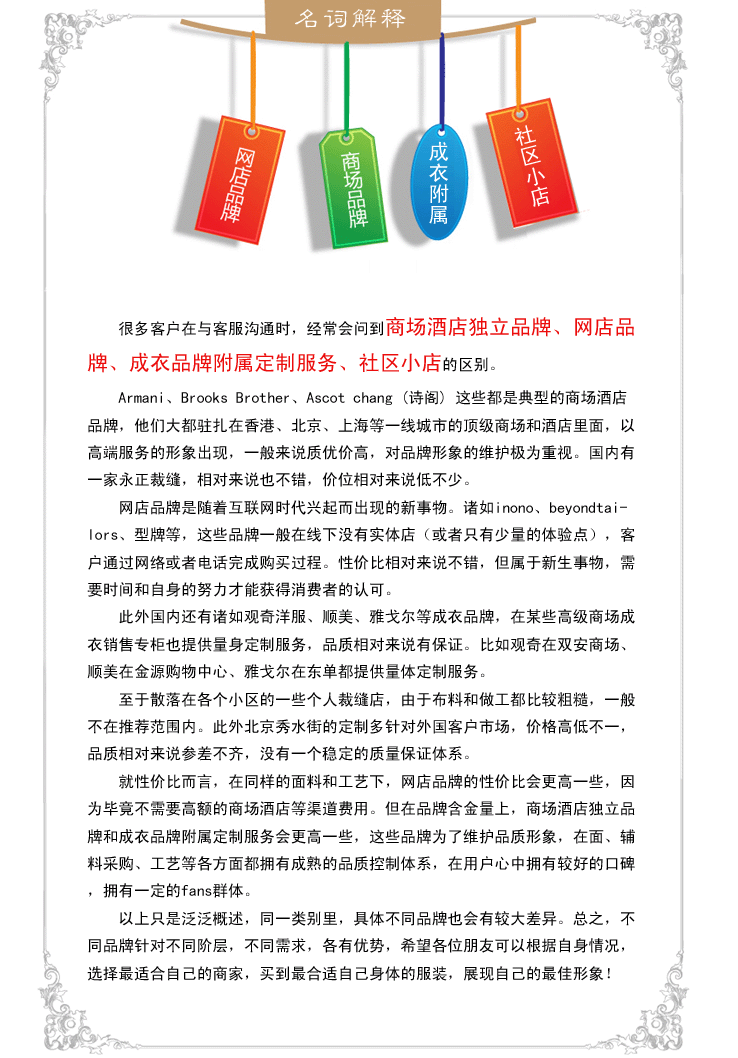 名词解释
网店品牌
商场品牌
成衣附属
社区小店
很多客户在与客服沟通时，经常会问到商场酒店独立品牌、网店品
牌、成衣品牌附属定制服务、社区小店的区别。
Armani、Brooks Brother、Ascot chang (诗阁) 这些都是典型的商场酒店
品牌，他们大都驻扎在香港、北京、上海等一线城市的顶级商场和酒店里面，以
高端服务的形象出现，一般来说质优价高，对品牌形象的维护极为重视。国内有
一家永正裁缝，相对来说也不错，价位相对来说低不少。
网店品牌是随着互联网时代兴起而出现的新事物。诸如inono、beyondtai-
lors、型牌等，这些品牌一般在线下没有实体店（或者只有少量的体验点），客
户通过网络或者电话完成购买过程。性价比相对来说不错，但属于新生事物，需
要时间和自身的努力才能获得消费者的认可。
此外国内还有诸如观奇洋服、顺美、雅戈尔等成衣品牌，在某些高级商场成
衣销售专柜也提供量身定制服务，品质相对来说有保证。比如观奇在双安商场、
顺美在金源购物中心、雅戈尔在东单都提供量体定制服务。
至于散落在各个小区的一些个人裁缝店，由于布料和做工都比较粗糙，一般
不在推荐范围内。此外北京秀水街的定制多针对外国客户市场，价格高低不一，
品质相对来说参差不齐，没有一个稳定的质量保证体系。
就性价比而言，在同样的面料和工艺下，网店品牌的性价比会更高一些，因
为毕竟不需要高额的商场酒店等渠道费用。但在品牌含金量上，商场酒店独立品
牌和成衣品牌附属定制服务会更高一些，这些品牌为了维护品质形象，在面、辅
料采购、工艺等各方面都拥有成熟的品质控制体系，在用户心中拥有较好的口碑
，拥有一定的fans群体。
以上只是泛泛概述，同一类别里，具体不同品牌也会有较大差异。总之，不
同品牌针对不同阶层，不同需求，各有优势，希望各位朋友可以根据自身情况，
选择最适合自己的商家，买到最合适自己身体的服装，展现自己的最佳形象！